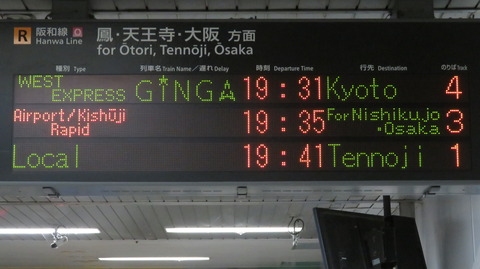 R 阪和線 鳳・天王寺・大阪 方面
Hanwa Line for Ōtori, Tennōji, Ōsaka
種別 Type 列車名／遅れ Train Name / Delay 時刻 Departure Time 行先 Destination のりば Track
WEST EXPRESS GINGA 19:31 Kyoto 4
Airport/Kishūji Rapid 19:35 For Nishikujo・Osaka 3
Local 19:41 Tennoji 1